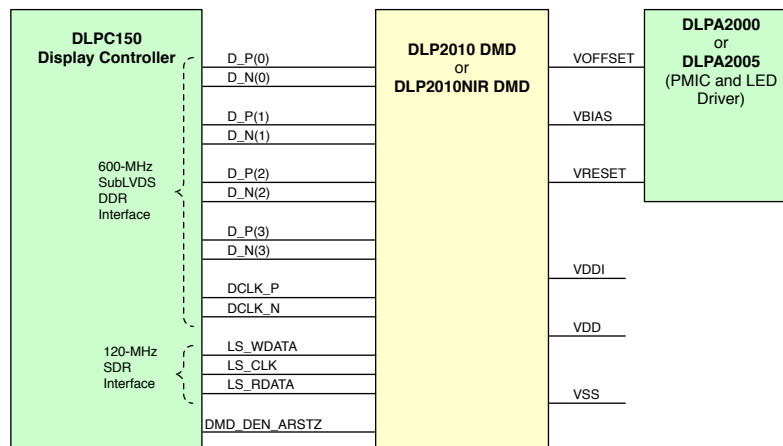 DLPC150
Display Controller
600-MHz
SubLVDS
DDR
Interface
120-MHz
SDR
Interface
D_P(0)
D_N(0)
D_P(1)
D_N(1)
D_P(2)
D_N(2)
D_P(3)
D_N(3)
DCLK_P
DCLK_N
LS_WDATA
LS_CLK
LS_RDATA
DMD_DEN_ARSTZ
DLP2010 DMD
or
DLP2010NIR DMD
VOFFSET
VBIAS
VRESET
VDDI
VDD
VSS
DLPA2000
or
DLPA2005
(PMIC and LED
Driver)